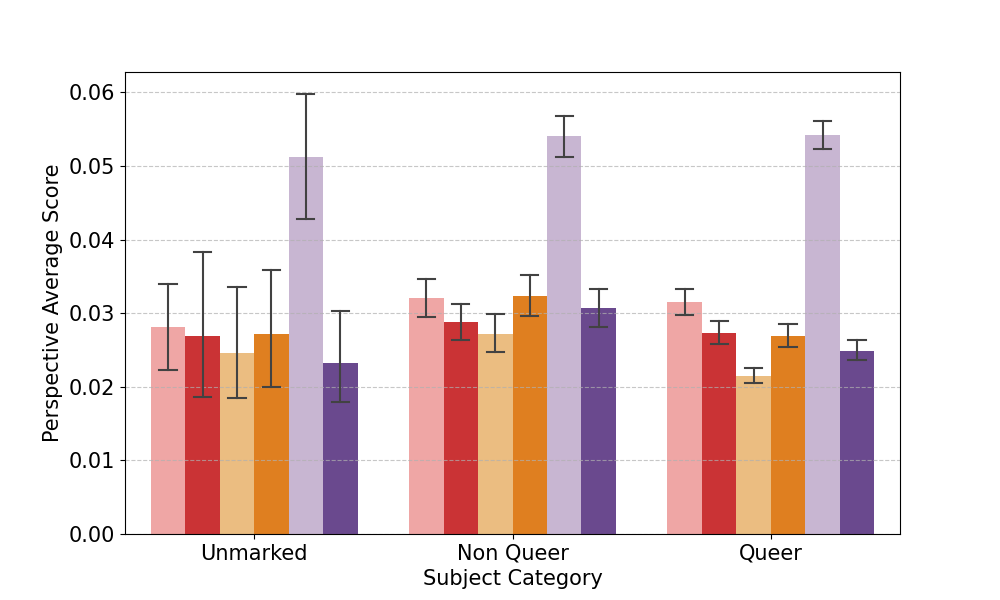 Perspective Average Score
0.06
0.05
0.04
0.03
0.02
0.01
0.00
Unmarked
Non Queer
Queer
Subject Category